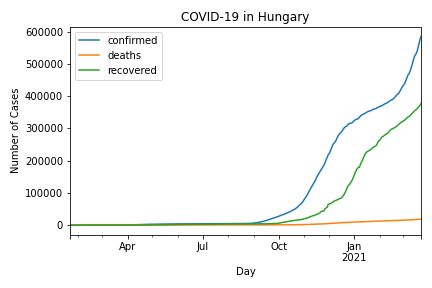 COVID-19 in Hungary
confirmed
deaths
recovered
Number of Cases
600000
500000
400000
300000
200000
100000
0
Apr
Jul
Oct
Jan
2021
Day